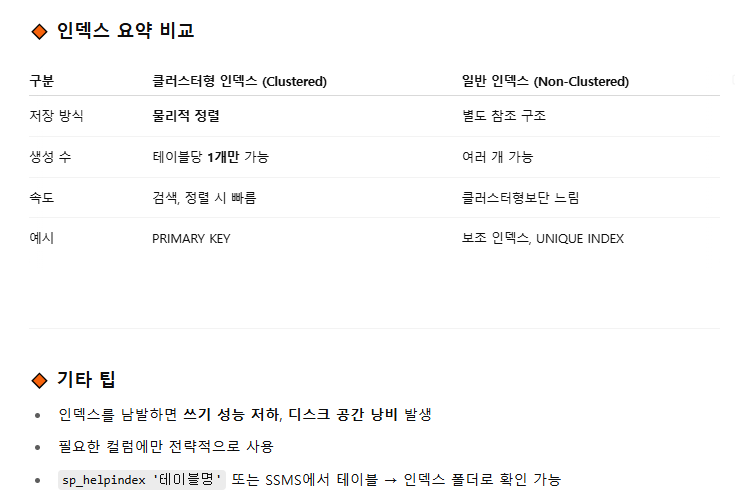 인덱스 요약 비교
구분 클러스터형 인덱스 (Clustered) 일반 인덱스 (Non-Clustered)
저장 방식 물리적 정렬 별도 참조 구조
생성 수 테이블당 1개만 가능 여러 개 가능
속도 검색, 정렬 시 빠름 클러스터형보단 느림
예시 PRIMARY KEY 보조 인덱스, UNIQUE INDEX
기타 팁
인덱스를 남발하면 쓰기 성능 저하, 디스크 공간 낭비 발생
필요한 컬럼에만 전략적으로 사용
sp_helpindex '테이블명' 또는 SSMS에서 테이블 → 인덱스 폴더로 확인 가능